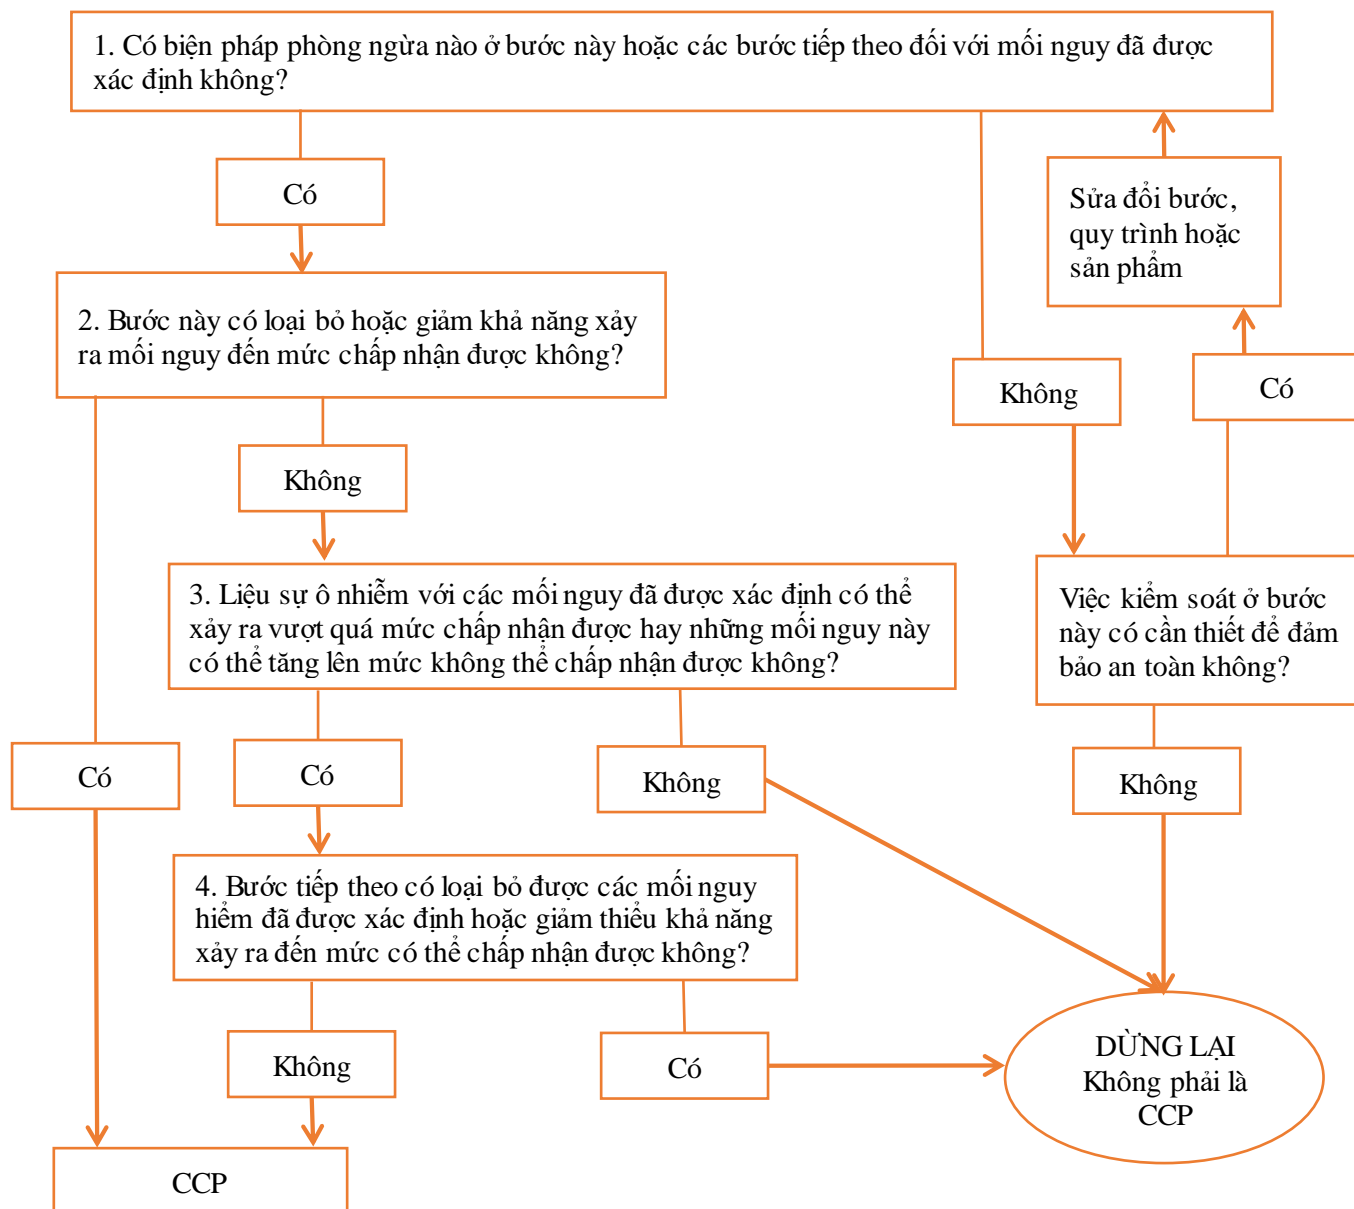 1. Có biện pháp phòng ngừa nào ở bước này hoặc các bước tiếp theo đối với mối nguy đã được
xác định không?
Có
Sửa đổi bước,
quy trình hoặc
sản phẩm
2. Bước này có loại bỏ hoặc giảm khả năng xảy
ra mối nguy đến mức chấp nhận được không?
Không
Có
Không
3. Liệu sự ô nhiễm với các mối nguy đã được xác định có thể
xảy ra vượt quá mức chấp nhận được hay những mối nguy này
có thể tăng lên mức không thể chấp nhận được không?
Việc kiểm soát ở bước
này có cần thiết để đảm
bảo an toàn không?
Có
Có
Không
Không
4. Bước tiếp theo có loại bỏ được các mối nguy
hiểm đã được xác định hoặc giảm thiểu khả năng
xảy ra đến mức có thể chấp nhận được không?
Không
Có
DỪNG LẠI
Không phải là
CCP
CCP